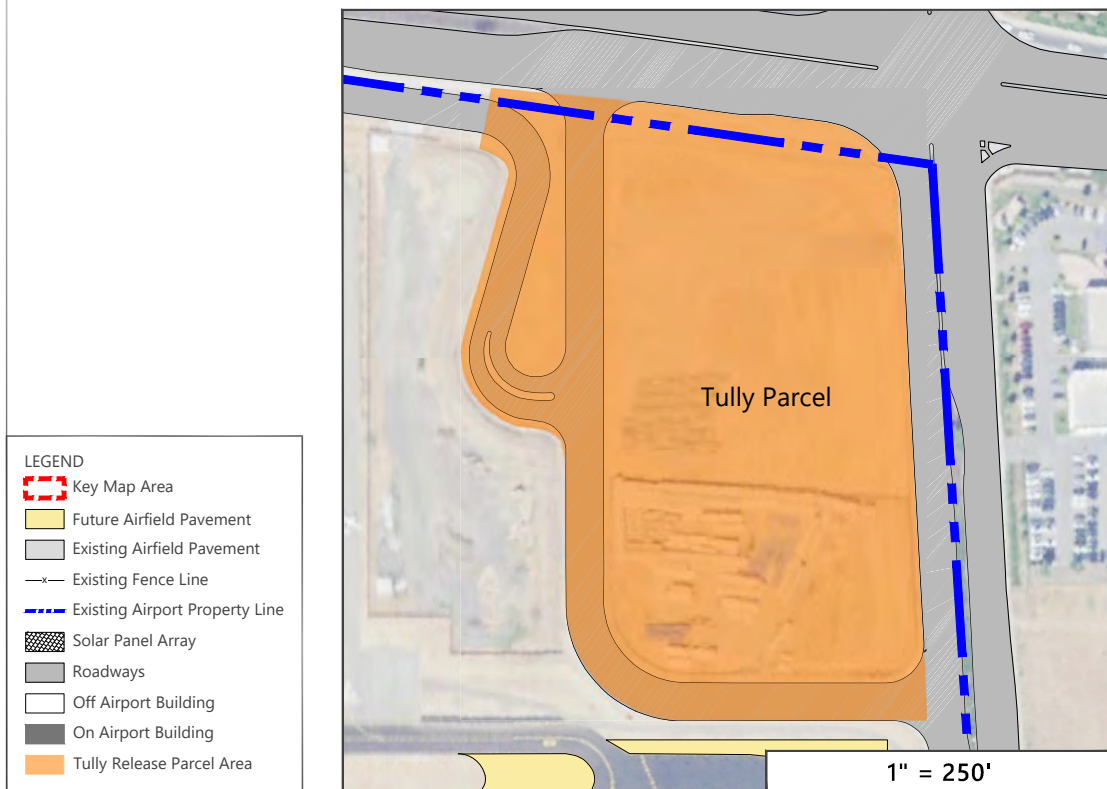 Tully Parcel
LEGEND
Key Map Area
Future Airfield Pavement
Existing Airfield Pavement
x Existing Fence Line
Existing Airport Property Line
Solar Panel Array
Roadways
Off Airport Building
On Airport Building
Tully Release Parcel Area
1" = 250'